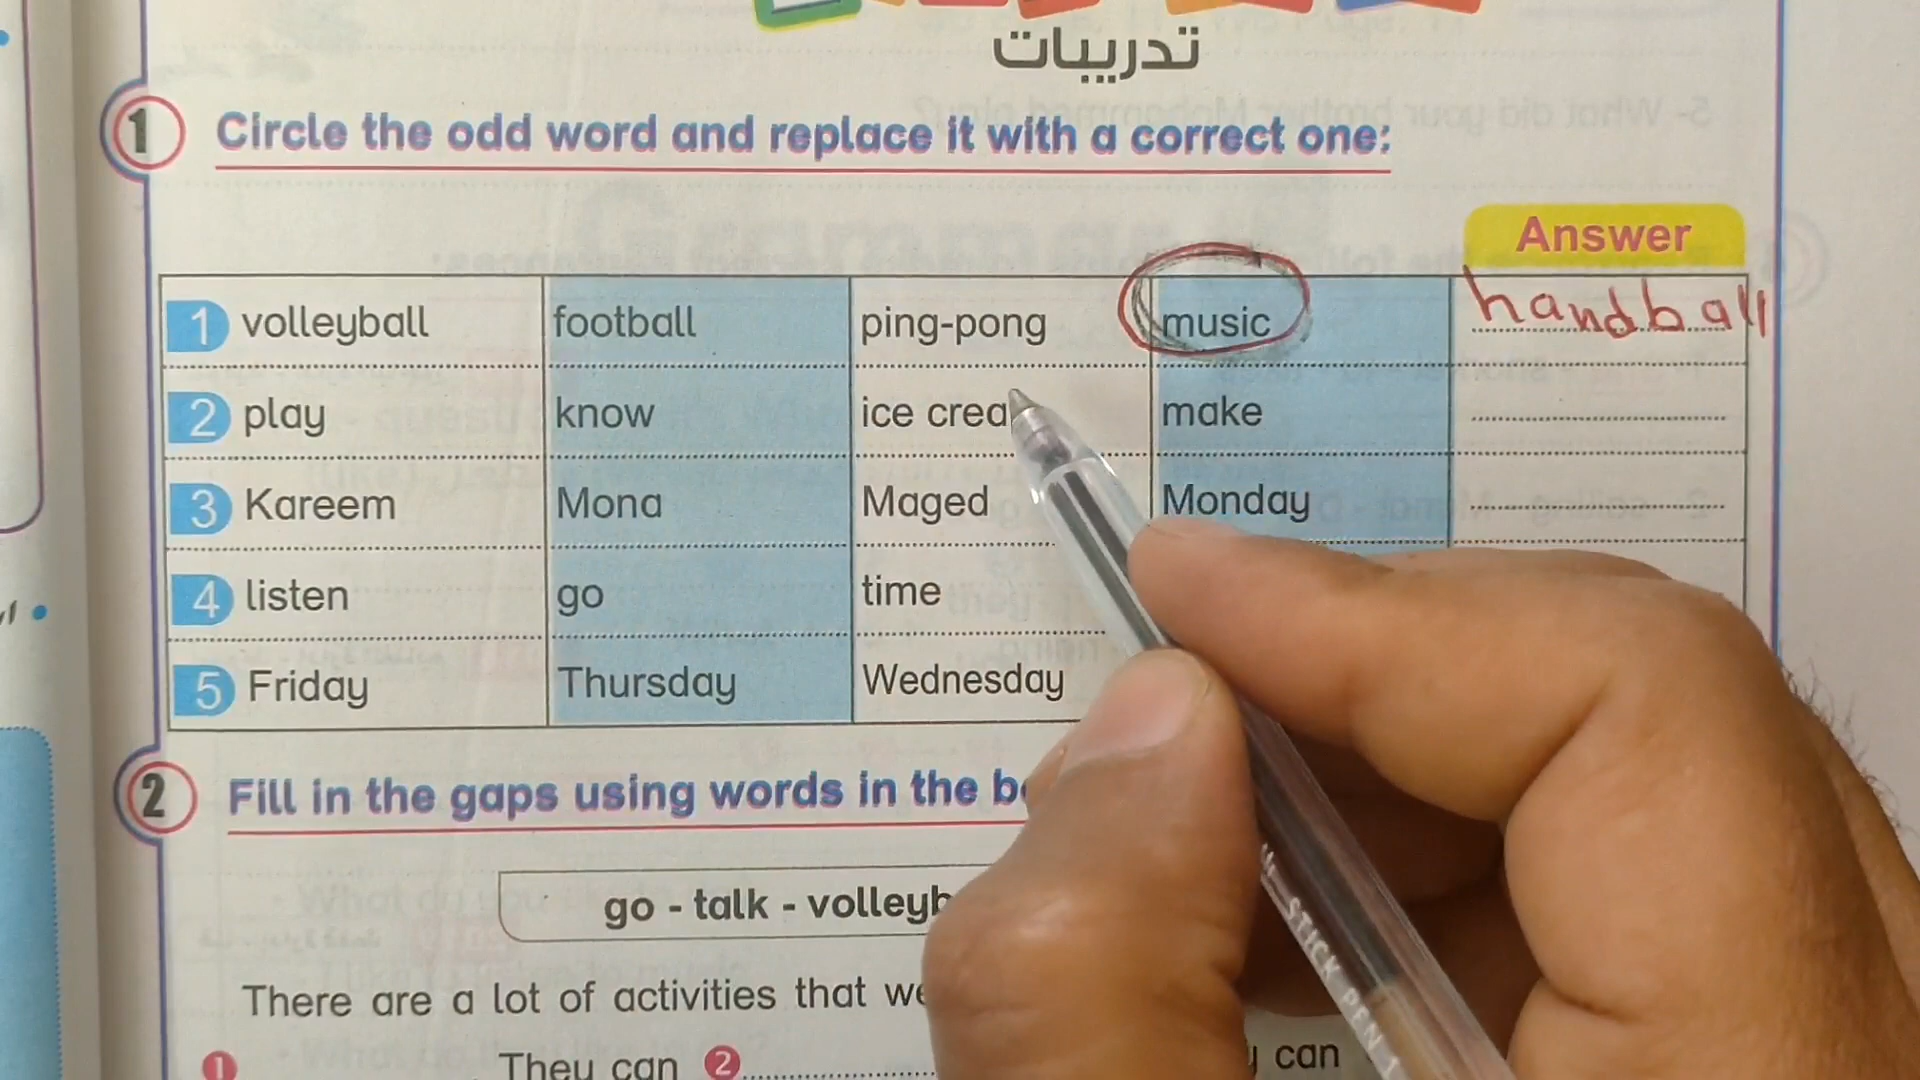 تدريبات
1 Circle the odd word and replace it with a correct one:
Answer
1 volleyball football ping-pong music handball
2 play know ice crea make
3 Kareem Mona Maged Monday
4 listen go time
5 Friday Thursday Wednesday
2 Fill in the gaps using words in the
go - talk - volleyb
There are a lot of activities that we
1 They can 2 can
STICK PEN